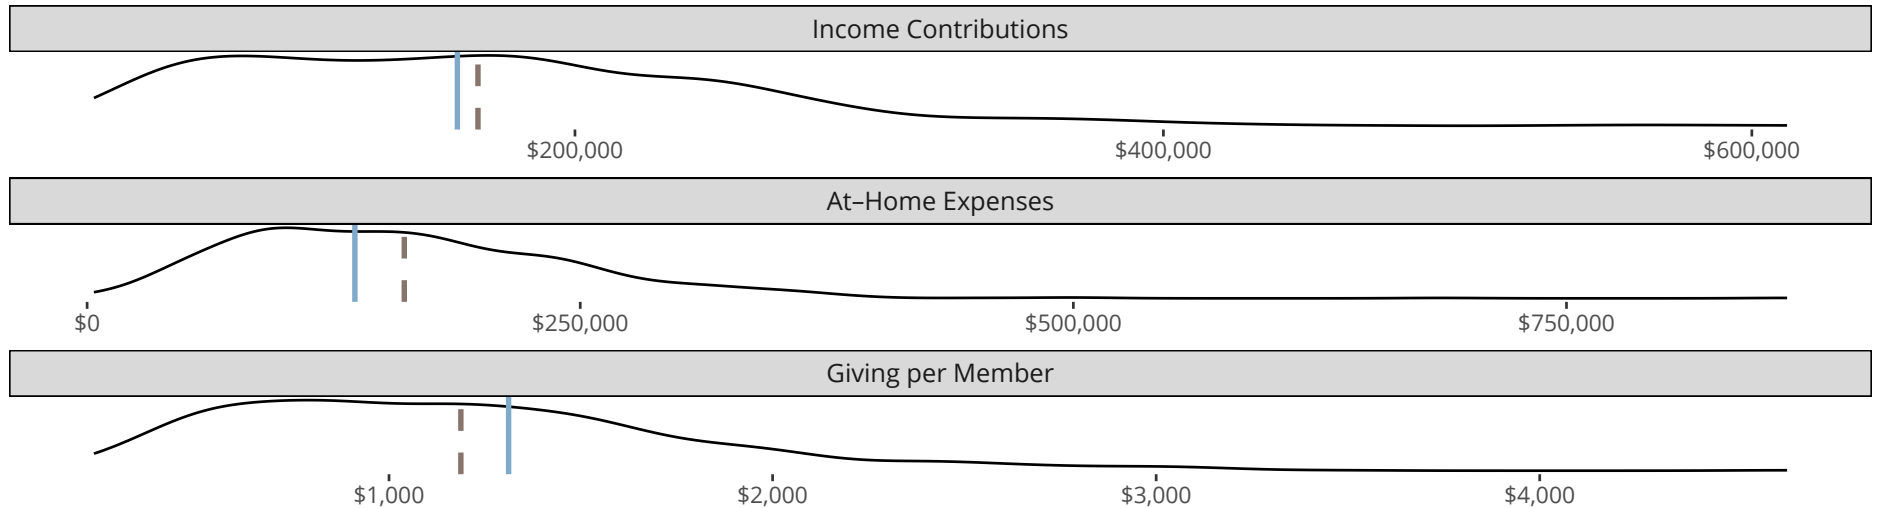 Income Contributions
$200,000 $400,000 $600,000
At–Home Expenses
$0 $250,000 $500,000 $750,000
Giving per Member
$1,000 $2,000 $3,000 $4,000